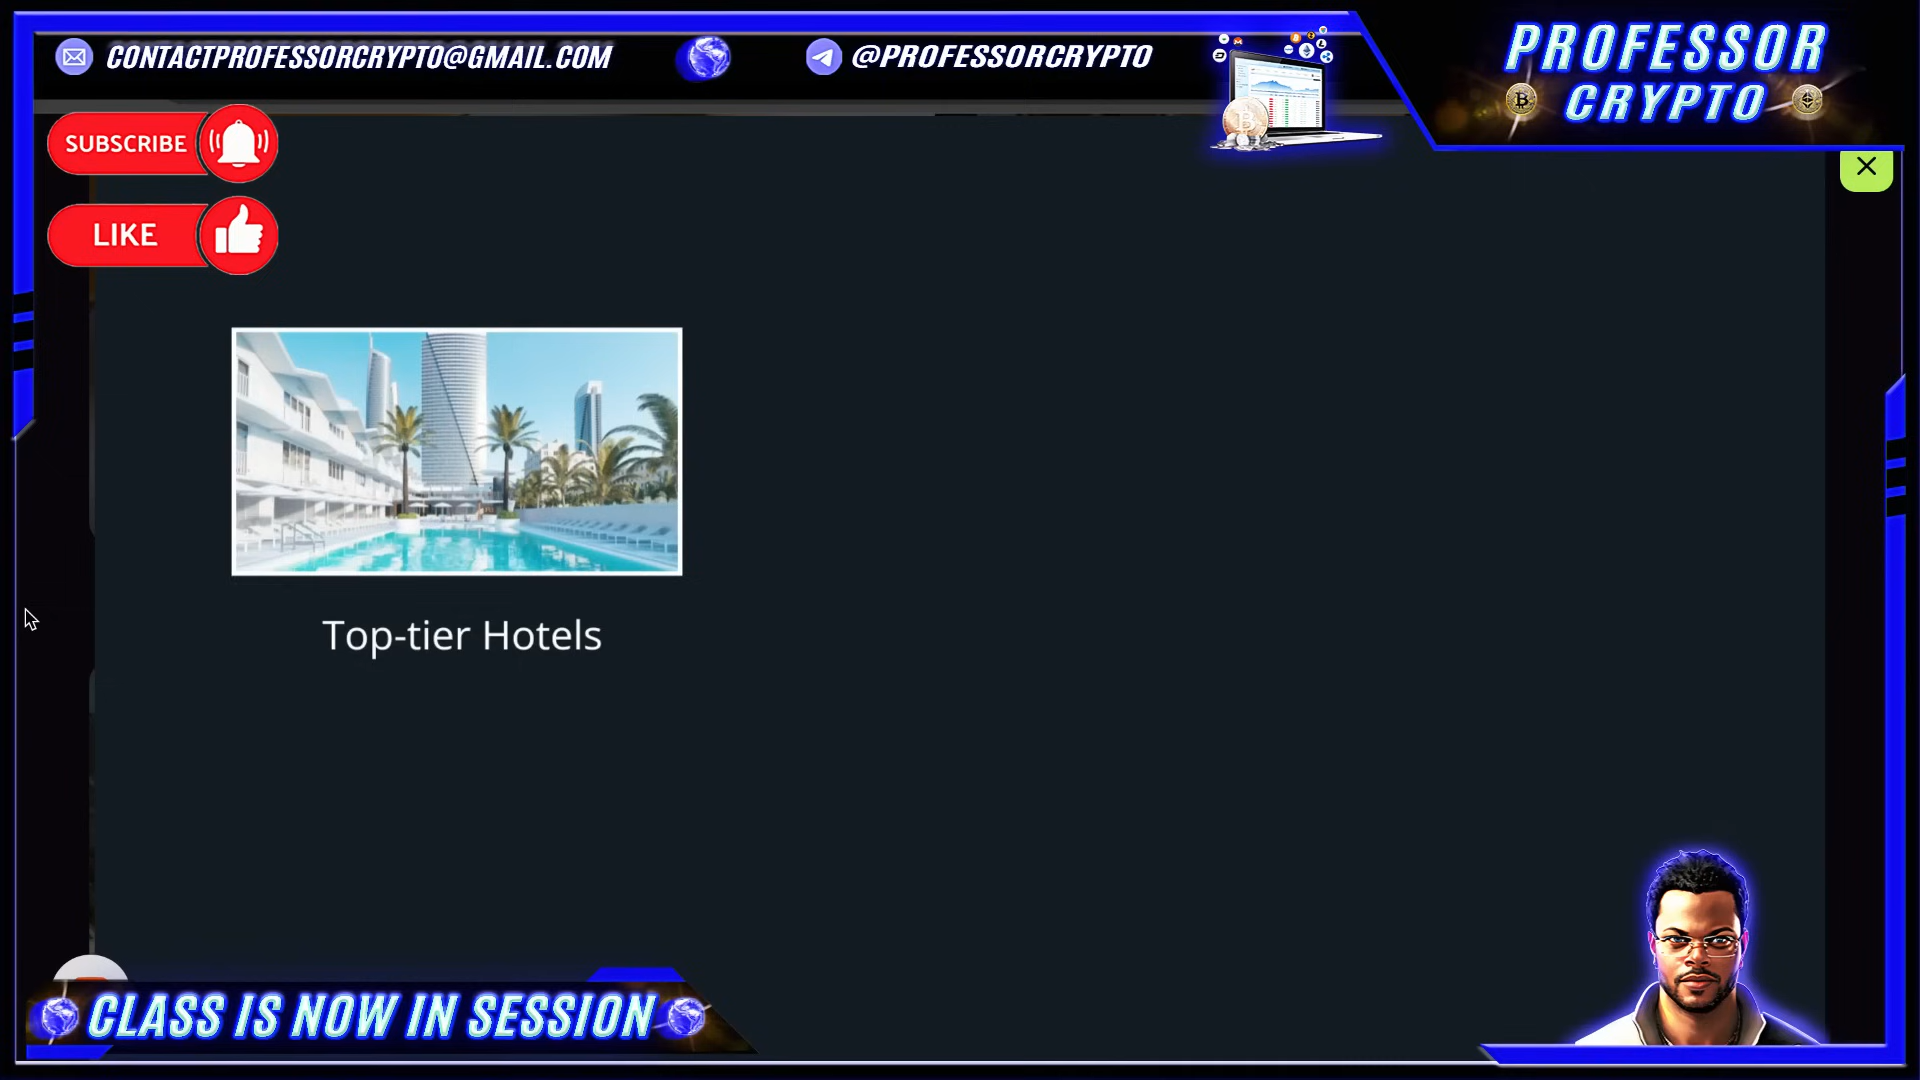 CONTACTPROFESSORCRYPTO@GMAIL.COM
@PROFESSORCRYPTO
PROFESSOR
CRYPTO
SUBSCRIBE
LIKE
Top-tier Hotels
CLASS IS NOW IN SESSION